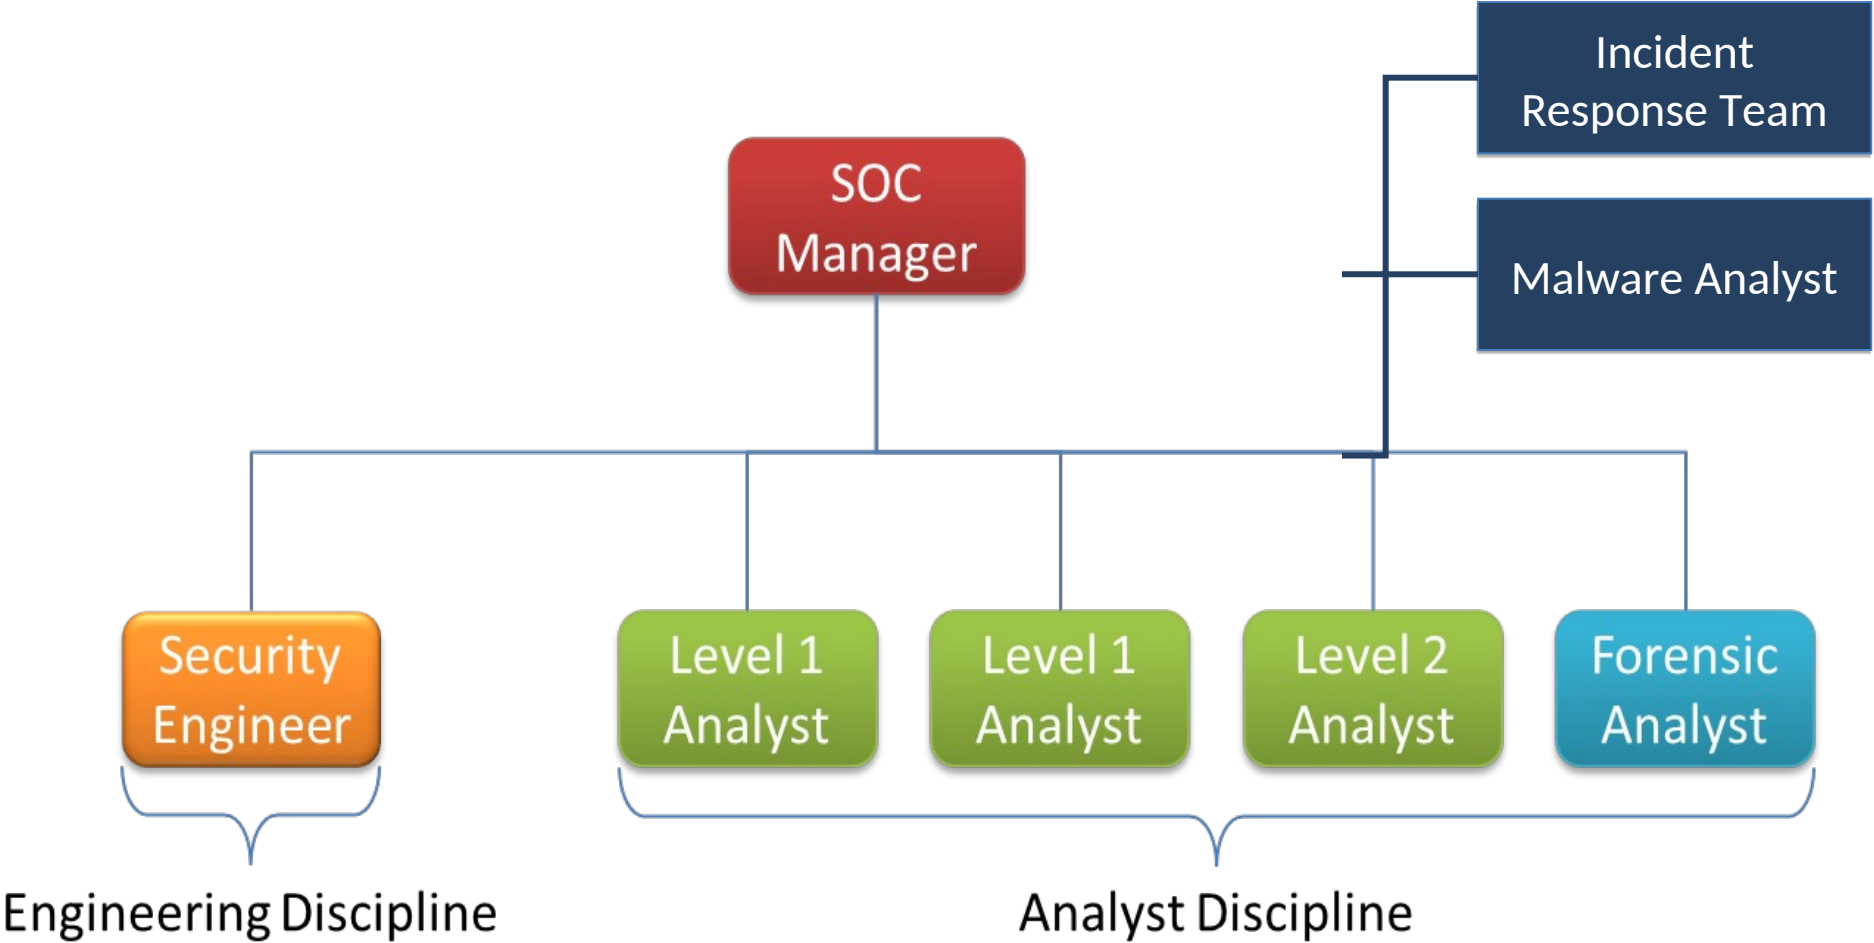 Incident
Response Team
SOC
Manager
Malware Analyst
Security
Engineer
Level 1
Analyst
Level 1
Analyst
Level 2
Analyst
Forensic
Analyst
Engineering Discipline
Analyst Discipline